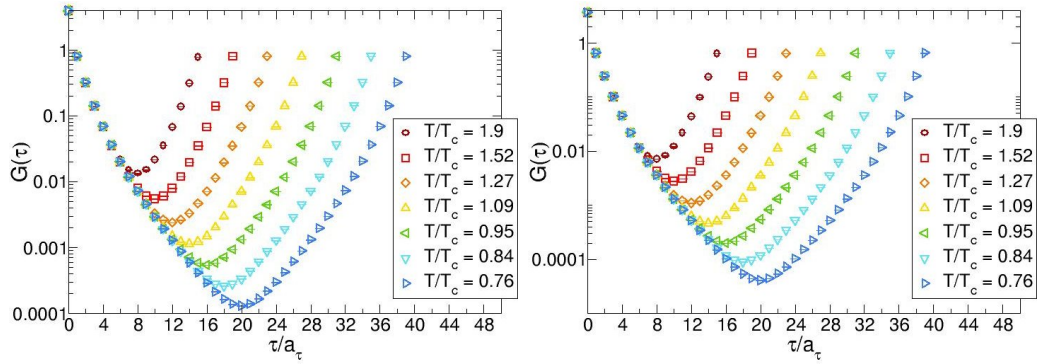 1
0.1
0.01
0.001
0.0001
G(τ)
0 4 8 12 16 20 24 28 32 36 40 44 48
τ/a_τ
T/T_c = 1.9
T/T_c = 1.52
T/T_c = 1.27
T/T_c = 1.09
T/T_c = 0.95
T/T_c = 0.84
T/T_c = 0.76
1
0.01
0.0001
G(τ)
0 4 8 12 16 20 24 28 32 36 40 44 48
τ/a_τ
T/T_c = 1.9
T/T_c = 1.52
T/T_c = 1.27
T/T_c = 1.09
T/T_c = 0.95
T/T_c = 0.84
T/T_c = 0.76